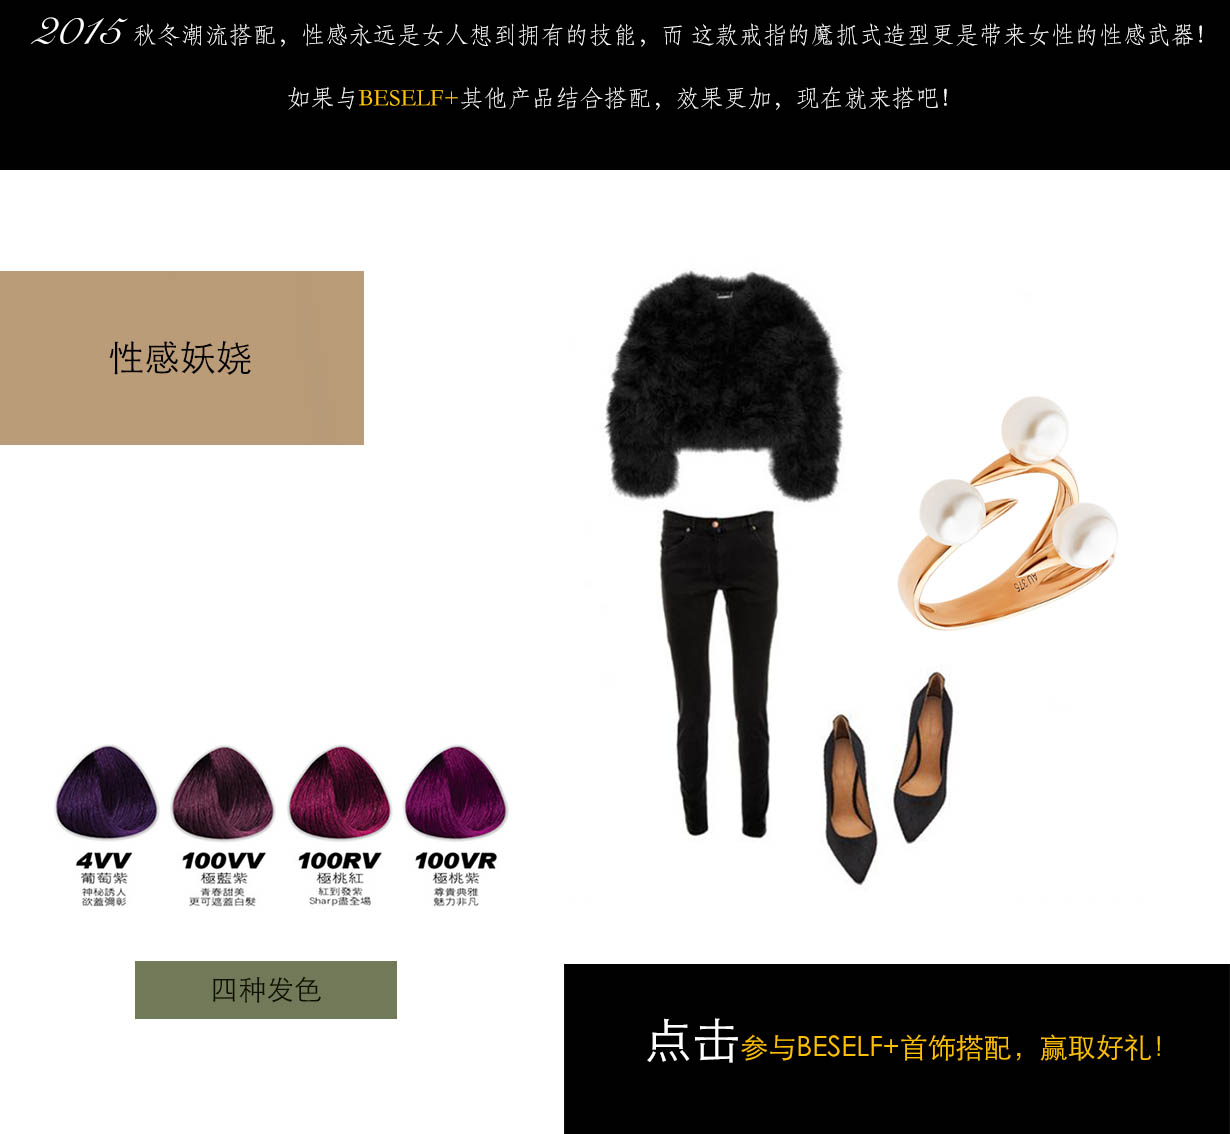 2015 秋冬潮流搭配，性感永远是女人想到拥有的技能，而 这款戒指的魔抓式造型更是带来女性的性感武器！
如果与BESELF+其他产品结合搭配，效果更加，现在就来搭吧！
性感妖娆
AU 375
4VV
葡萄紫
神秘誘人
欲蓋彌彰
100VV
極藍紫
青春甜美
更可遮蓋白髮
100RV
極桃紅
紅到發紫
Sharp盡全場
100VR
極桃紫
尊貴典雅
魅力非凡
四种发色
点击参与BESELF+首饰搭配，赢取好礼！